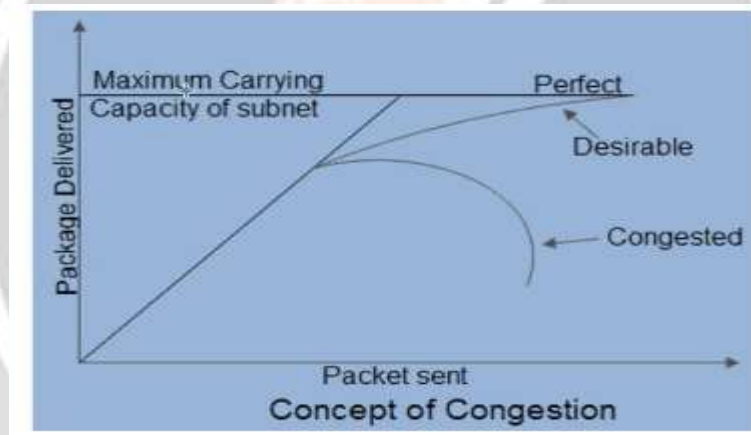 Maximum Carrying
Capacity of subnet
Perfect
Desirable
Congested
Package Delivered
Packet sent
Concept of Congestion